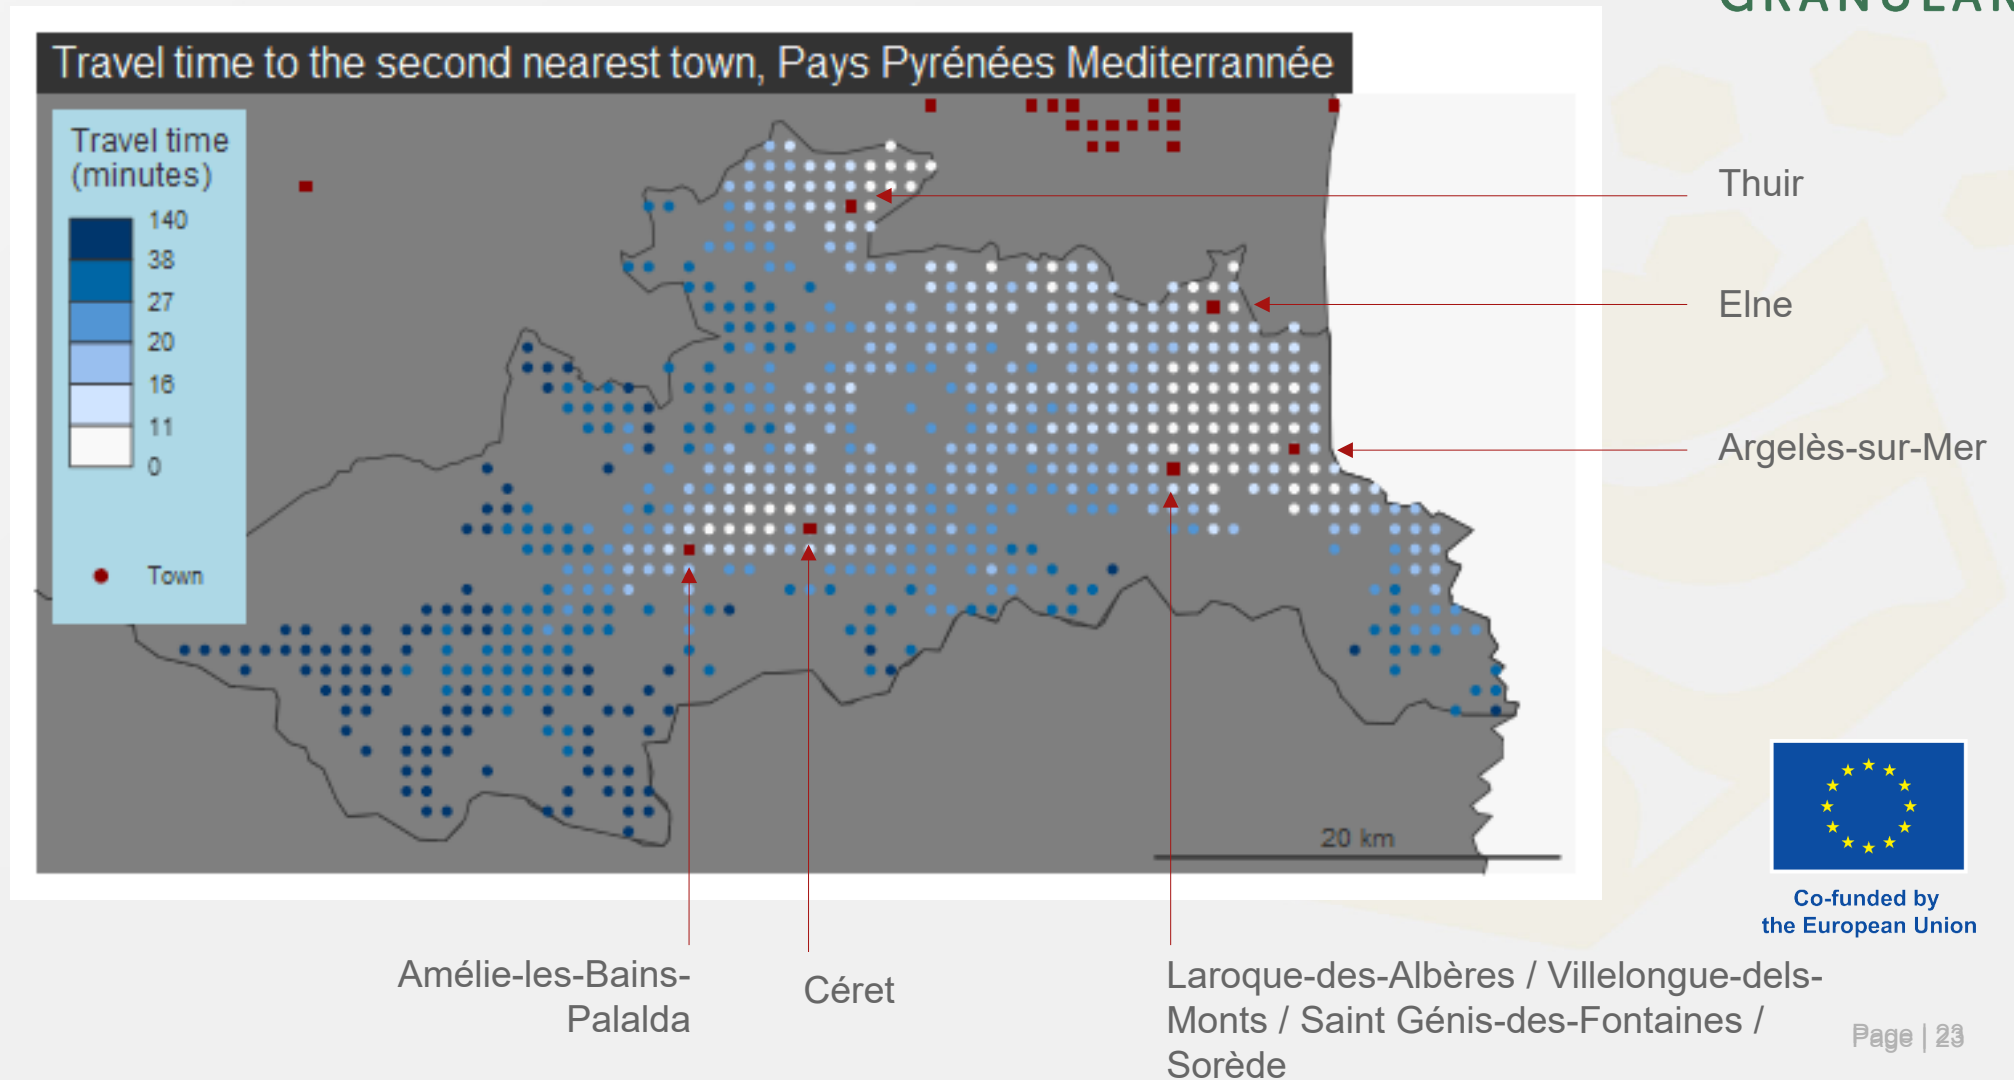 GRANULAR
Travel time to the second nearest town, Pays Pyrénées Mediterrannée
Travel time
(minutes)
140
38
27
20
16
11
0
Town
Thuir
Elne
Argelès-sur-Mer
20 km
Co-funded by
the European Union
Amélie-les-Bains-
Palalda
Céret
Laroque-des-Albères / Villelongue-dels-
Monts / Saint Génis-des-Fontaines /
Sorède
Page | 23